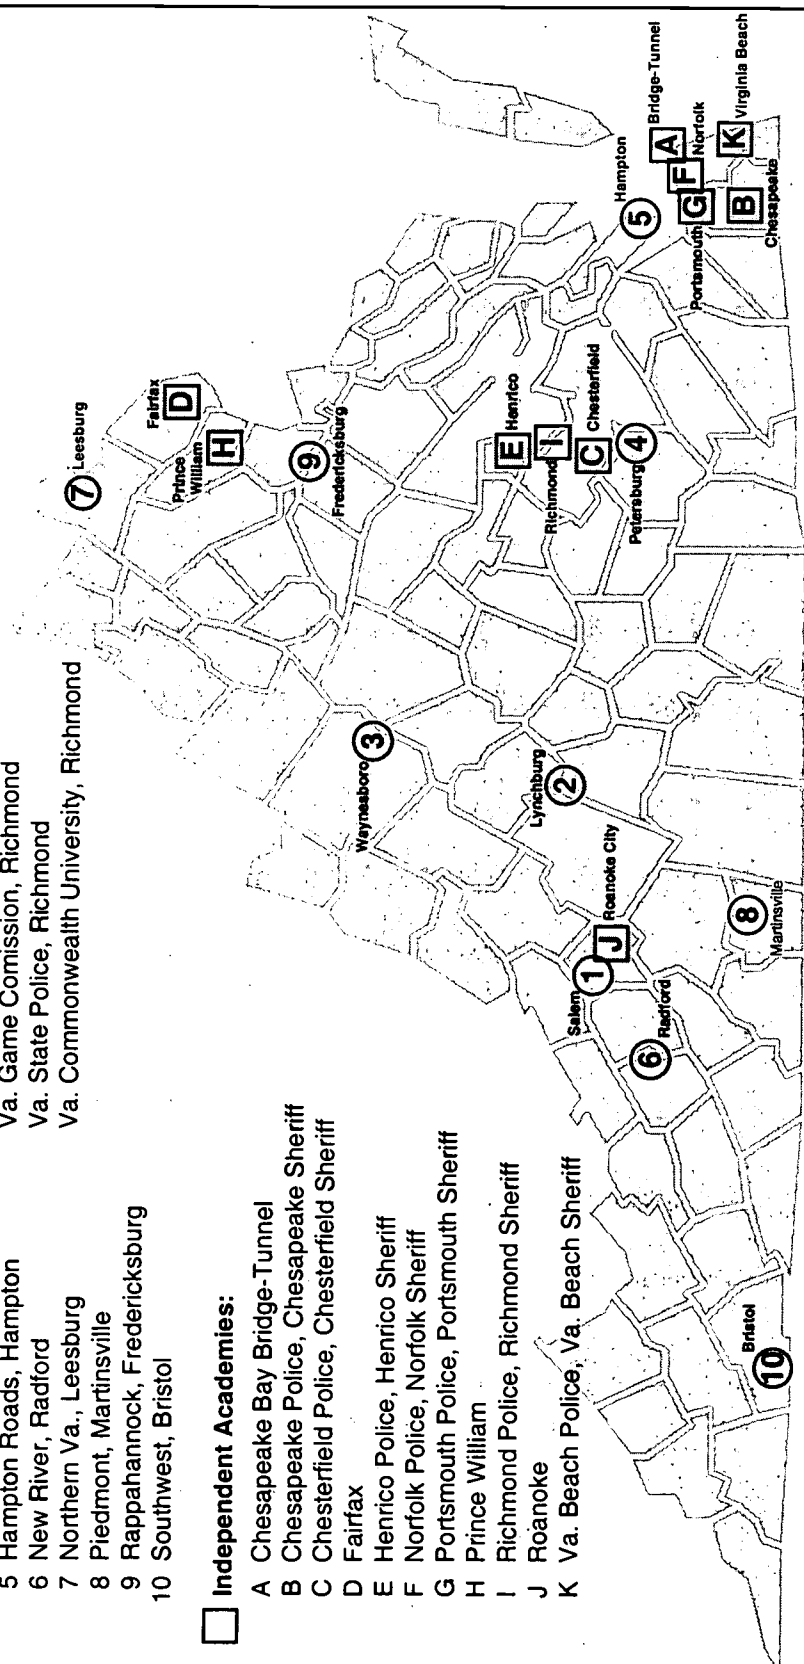 5 Hampton Roads, Hampton
6 New River, Radford
7 Northern Va., Leesburg
8 Piedmont, Martinsville
9 Rappahannock, Fredericksburg
10 Southwest, Bristol
Va. Game Comission, Richmond
Va. State Police, Richmond
Va. Commonwealth University, Richmond
Independent Academies:
A Chesapeake Bay Bridge-Tunnel
B Chesapeake Police, Chesapeake Sheriff
C Chesterfield Police, Chesterfield Sheriff
D Fairfax
E Henrico Police, Henrico Sheriff
F Norfolk Police, Norfolk Sheriff
G Portsmouth Police, Portsmouth Sheriff
H Prince William
I Richmond Police, Richmond Sheriff
J Roanoke
K Va. Beach Police, Va. Beach Sheriff
7 Leesburg
Fairfax
D
Prince
William
H
9
Fredericksburg
3
Waynesboro
E Henrico
Richmond I
C Chesterfield
Petersburg 4
Hampton
5
Lynchburg
2
Salem 1
J Roanoke City
6
Radford
8
Martinsville
Bristol
10
A Bridge-Tunnel
F Norfolk
Portsmouth G
K Virginia Beach
B
Chesapeake